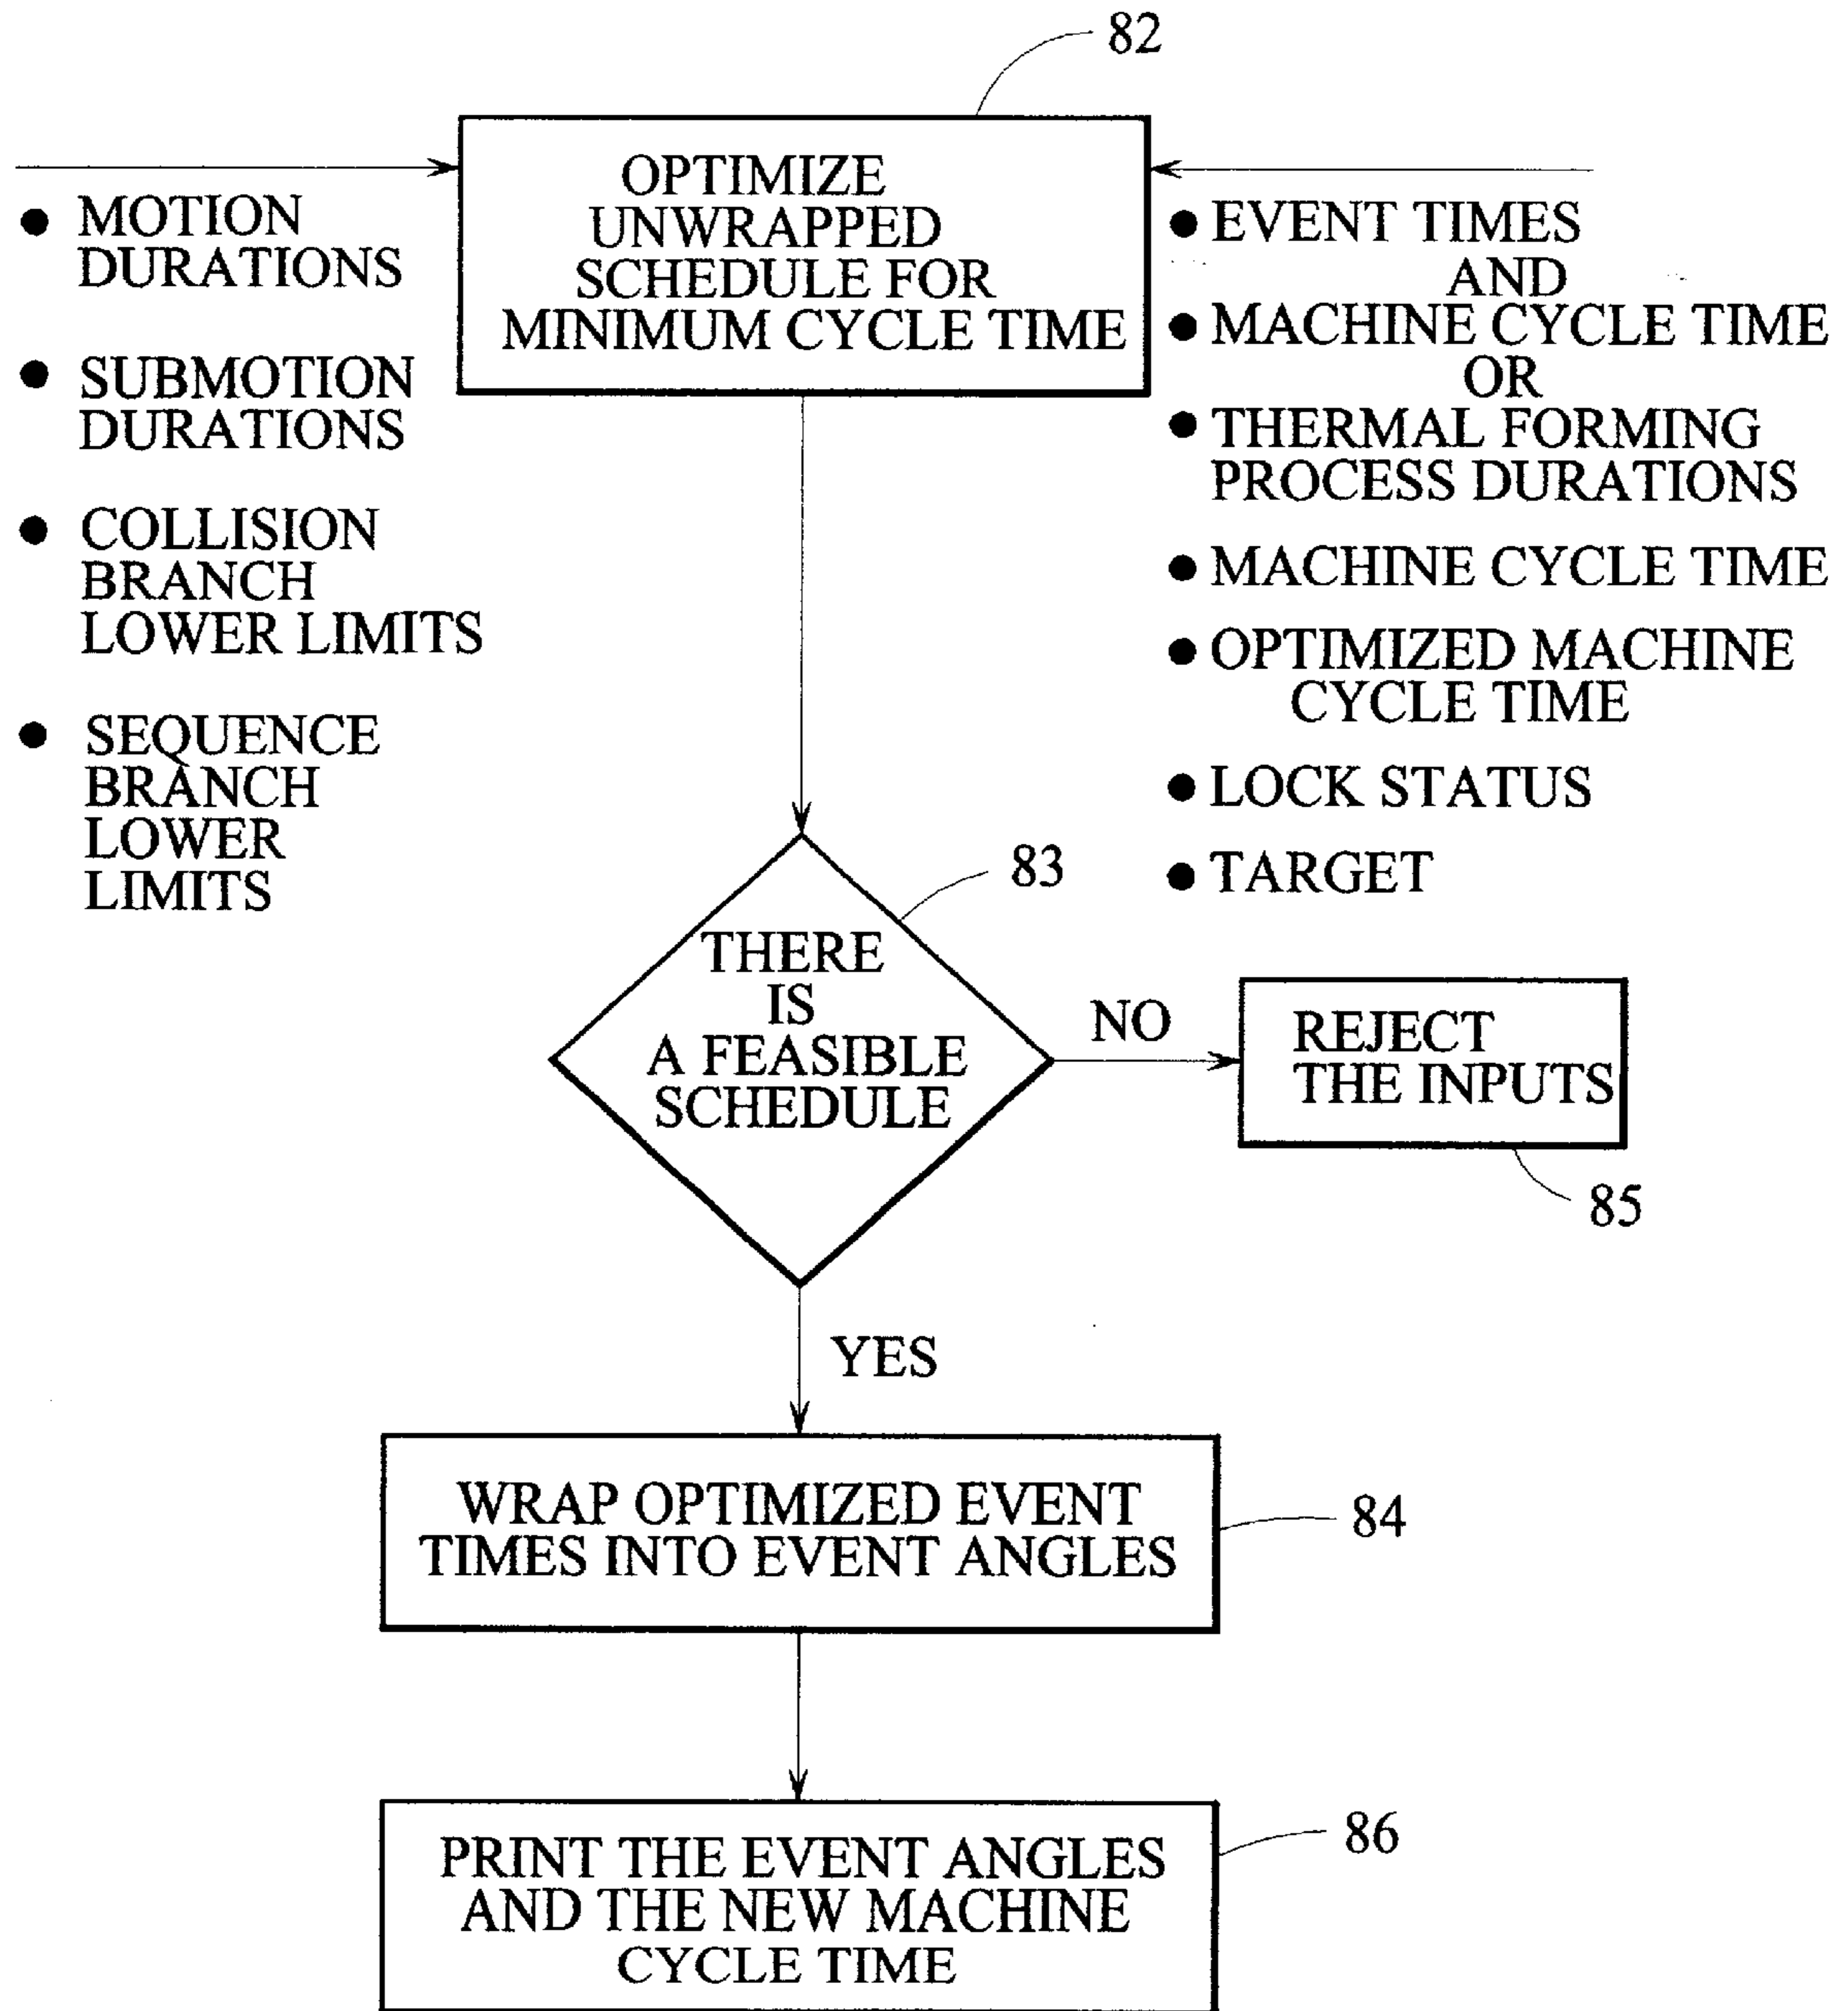 82
OPTIMIZE
UNWRAPPED
SCHEDULE FOR
MINIMUM CYCLE TIME
● MOTION
DURATIONS
● SUBMOTION
DURATIONS
● COLLISION
BRANCH
LOWER LIMITS
● SEQUENCE
BRANCH
LOWER
LIMITS
● EVENT TIMES
AND
● MACHINE CYCLE TIME
OR
● THERMAL FORMING
PROCESS DURATIONS
● MACHINE CYCLE TIME
● OPTIMIZED MACHINE
CYCLE TIME
● LOCK STATUS
● TARGET
83
THERE
IS
A FEASIBLE
SCHEDULE
NO
REJECT
THE INPUTS
85
YES
WRAP OPTIMIZED EVENT
TIMES INTO EVENT ANGLES
84
PRINT THE EVENT ANGLES
AND THE NEW MACHINE
CYCLE TIME
86